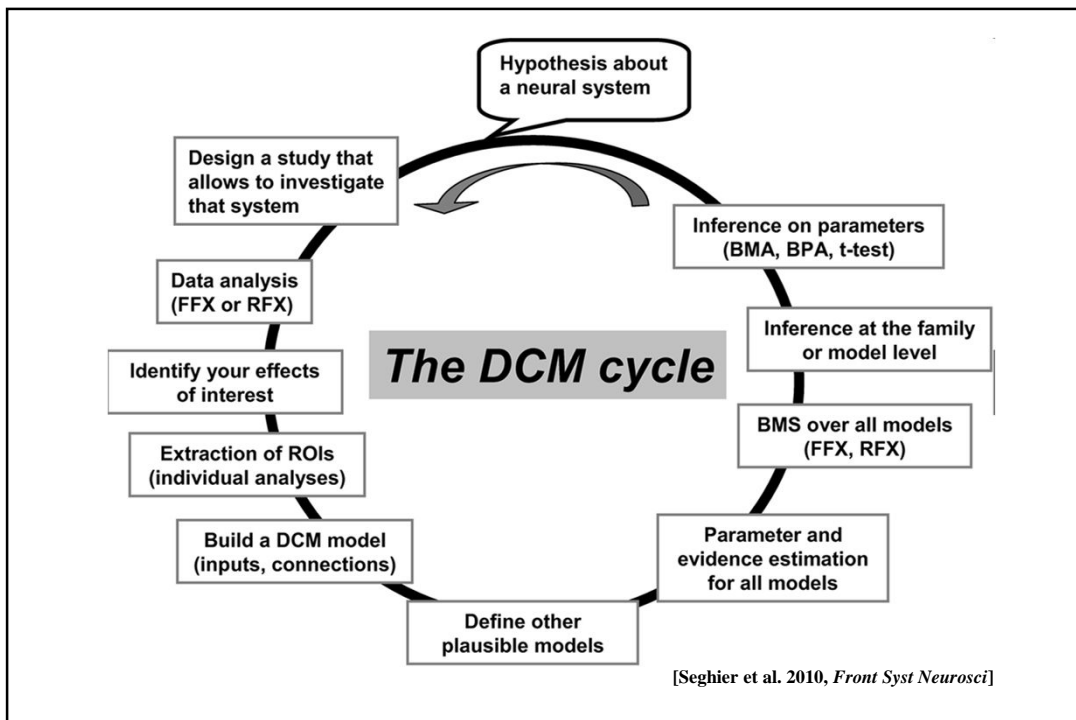 Hypothesis about
a neural system
Design a study that
allows to investigate
that system
Data analysis
(FFX or RFX)
Identify your effects
of interest
Extraction of ROIs
(individual analyses)
Build a DCM model
(inputs, connections)
Define other
plausible models
Parameter and
evidence estimation
for all models
BMS over all models
(FFX, RFX)
Inference at the family
or model level
Inference on parameters
(BMA, BPA, t-test)
The DCM cycle
[Seghier et al. 2010, Front Syst Neurosci]